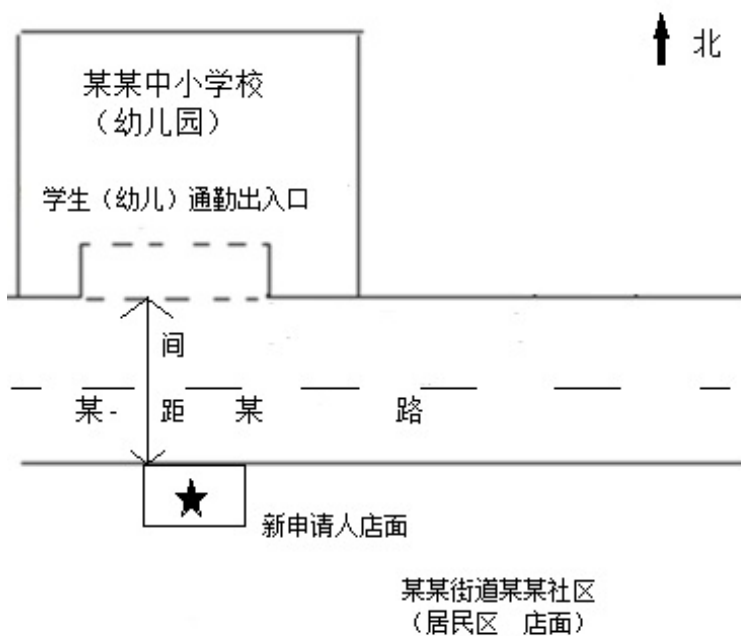 北
某某中小学校
（幼儿园）
学生（幼儿）通勤出入口
间
某- 距 某 路
新申请人店面
某某街道某某社区
（居民区 店面）